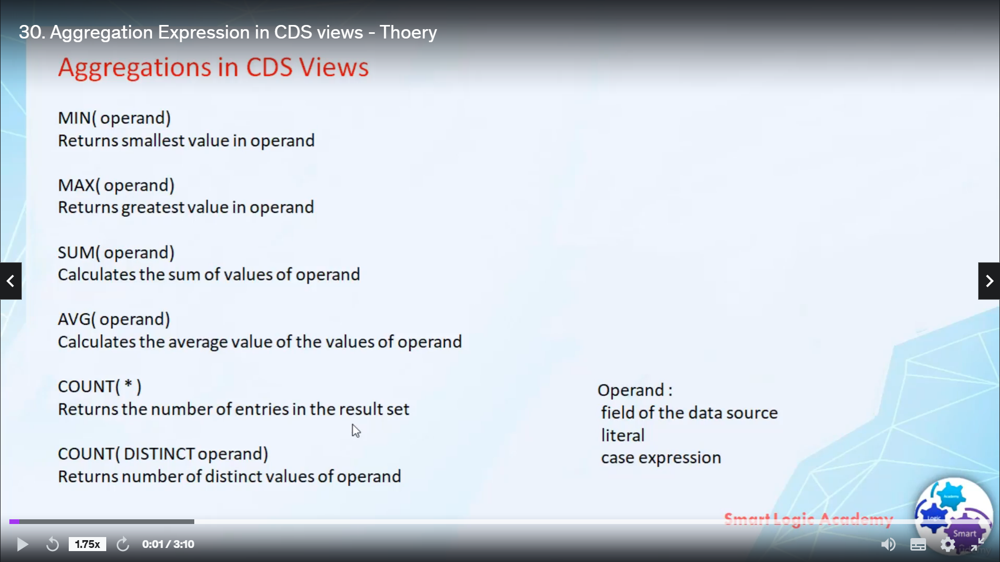 30. Aggregation Expression in CDS views - Thoery
Aggregations in CDS Views
MIN( operand)
Returns smallest value in operand
MAX( operand)
Returns greatest value in operand
SUM( operand)
Calculates the sum of values of operand
AVG( operand)
Calculates the average value of the values of operand
COUNT( * )
Returns the number of entries in the result set
COUNT( DISTINCT operand)
Returns number of distinct values of operand
Operand :
field of the data source
literal
case expression
Smart Logic Academy
Academy
Logic
Smart
1.75x
0:01 / 3:10